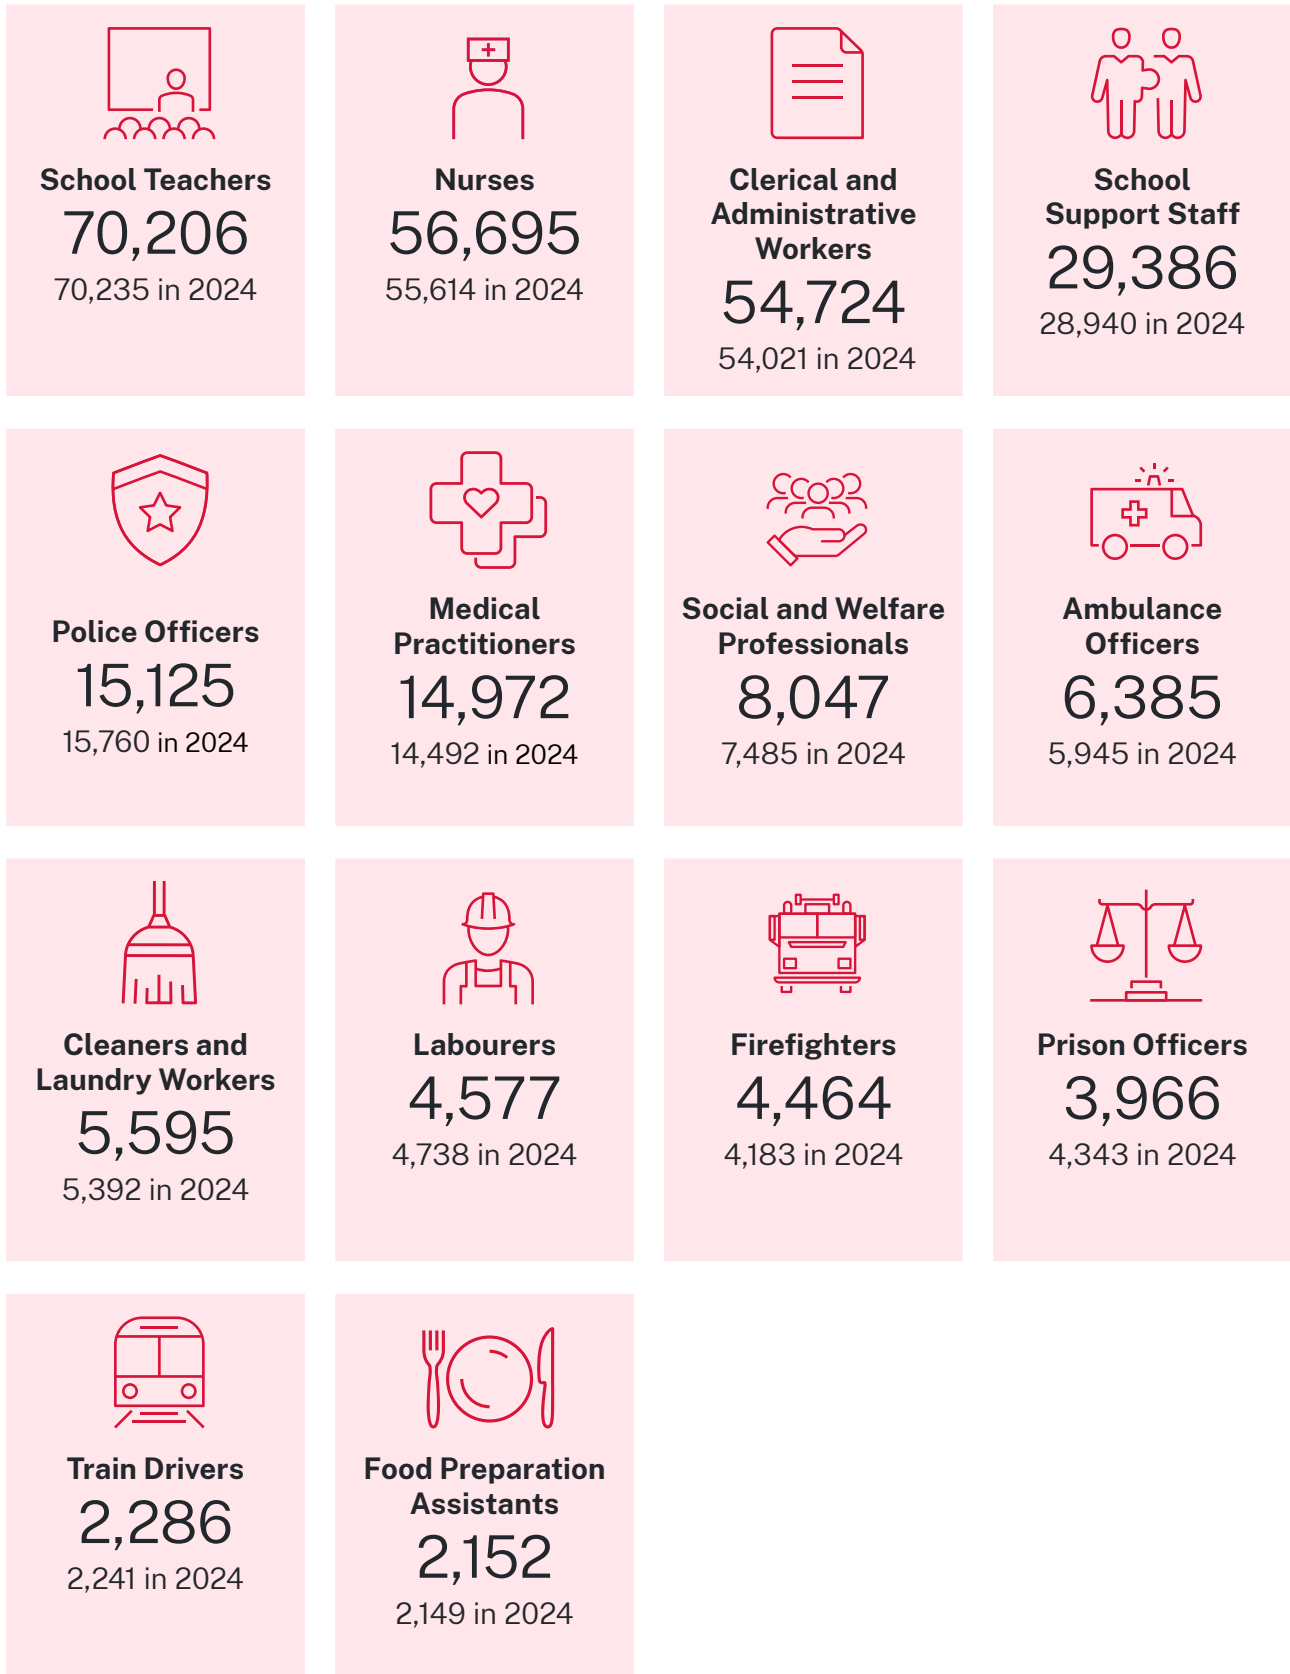 School Teachers
70,206
70,235 in 2024
Nurses
56,695
55,614 in 2024
Clerical and
Administrative
Workers
54,724
54,021 in 2024
School
Support Staff
29,386
28,940 in 2024
Police Officers
15,125
15,760 in 2024
Medical
Practitioners
14,972
14,492 in 2024
Social and Welfare
Professionals
8,047
7,485 in 2024
Ambulance
Officers
6,385
5,945 in 2024
Cleaners and
Laundry Workers
5,595
5,392 in 2024
Labourers
4,577
4,738 in 2024
Firefighters
4,464
4,183 in 2024
Prison Officers
3,966
4,343 in 2024
Train Drivers
2,286
2,241 in 2024
Food Preparation
Assistants
2,152
2,149 in 2024